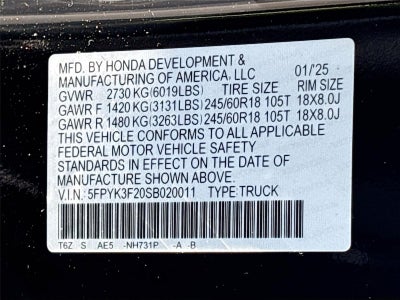 MFD. BY HONDA DEVELOPMENT &
MANUFACTURING OF AMERICA, LLC 01/25
GVWR 2730 KG(6019LBS) TIRE SIZE RIM SIZE
GAWR F 1420 KG(3131LBS) 245/60R18 105T 18X8.0J
GAWR R 1480 KG(3263LBS) 245/60R18 105T 18X8.0J
THIS VEHICLE CONFORMS TO ALL APPLICABLE
FEDERAL MOTOR VEHICLE SAFETY
STANDARDS IN EFFECT ON THE DATE OF
MANUFACTURE SHOWN ABOVE.
V.I.N.: 5FPYK3F20SB020011 TYPE: TRUCK
T6Z S AE5 -NH731P -A -B